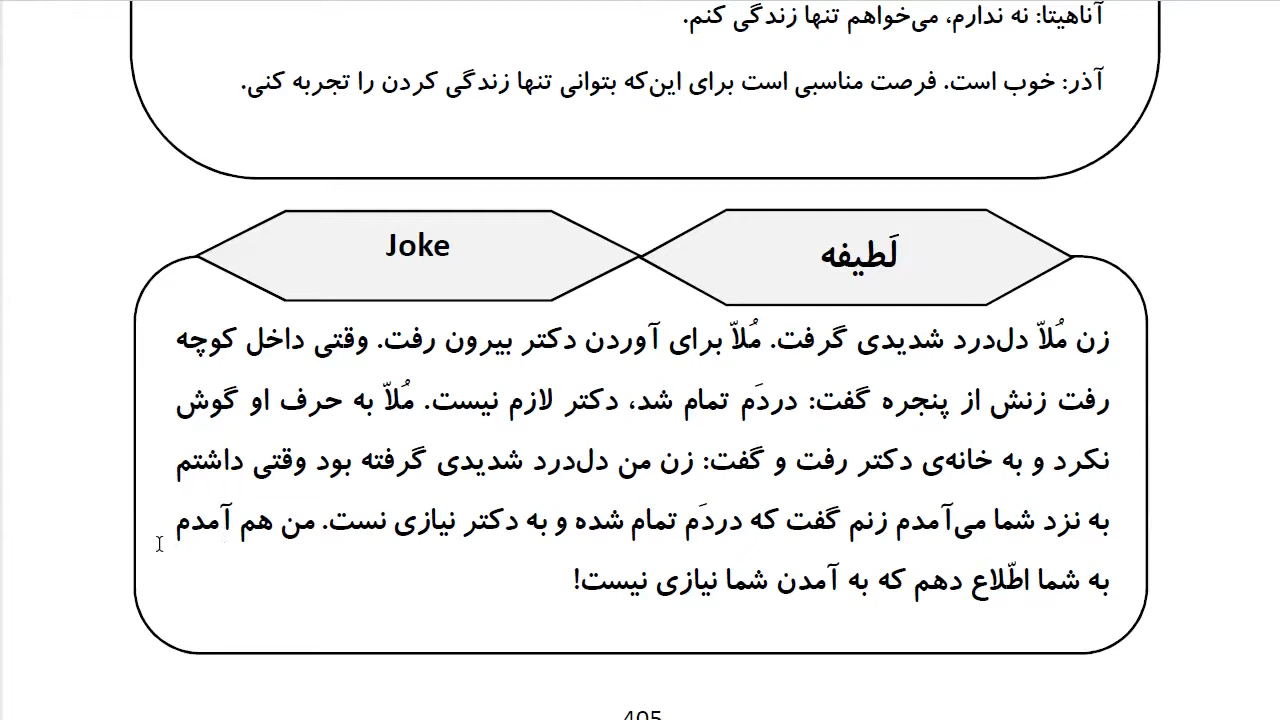 آناهیتا: نه ندارم، می‌خواهم تنها زندگی کنم.
آذر: خوب است. فرصت مناسبی است برای این‌که بتوانی تنها زندگی کردن را تجربه کنی.
لَطیفه
Joke
زن مُلاّ دل‌درد شدیدی گرفت. مُلاّ برای آوردن دکتر بیرون رفت. وقتی داخل کوچه
رفت زنش از پنجره گفت: دردَم تمام شد، دکتر لازم نیست. مُلاّ به حرف او گوش
نکرد و به خانه‌ی دکتر رفت و گفت: زن من دل‌درد شدیدی گرفته بود وقتی داشتم
به نزد شما می‌آمدم زنم گفت که دردَم تمام شده و به دکتر نیازی نست. من هم آمدم
به شما اطّلاع دهم که به آمدن شما نیازی نیست!
405